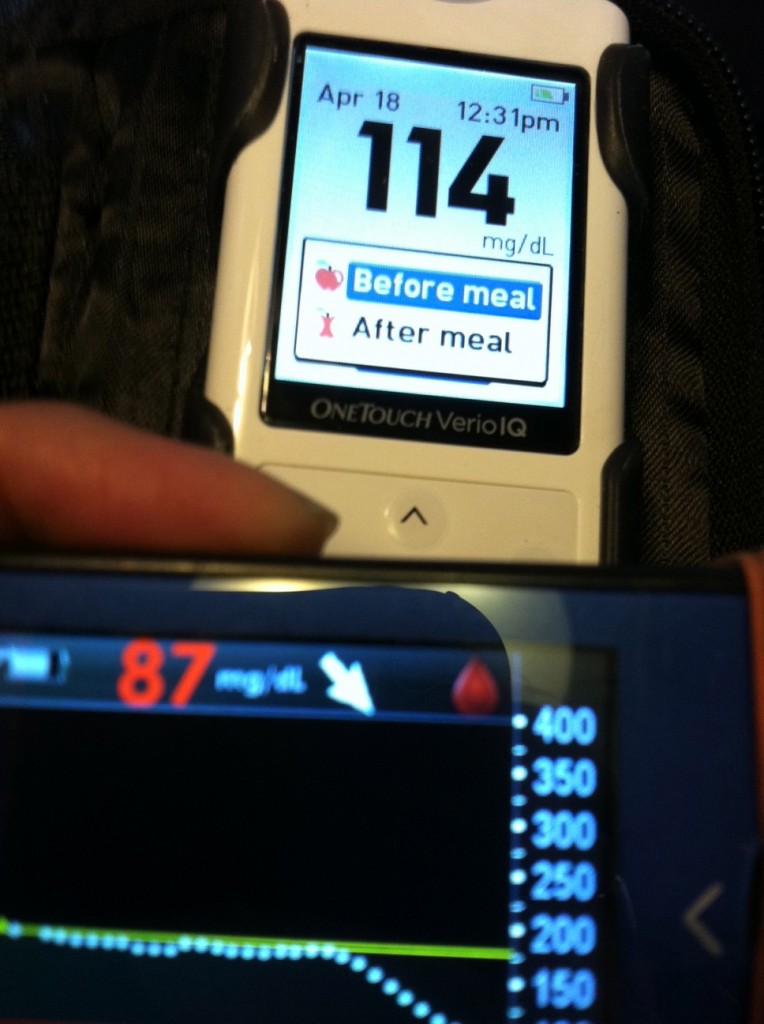 Apr 18
12:31pm
114
mg/dL
Before meal
After meal
ONETOUCH VerioIQ
87 mg/dL
400
350
300
250
200
150